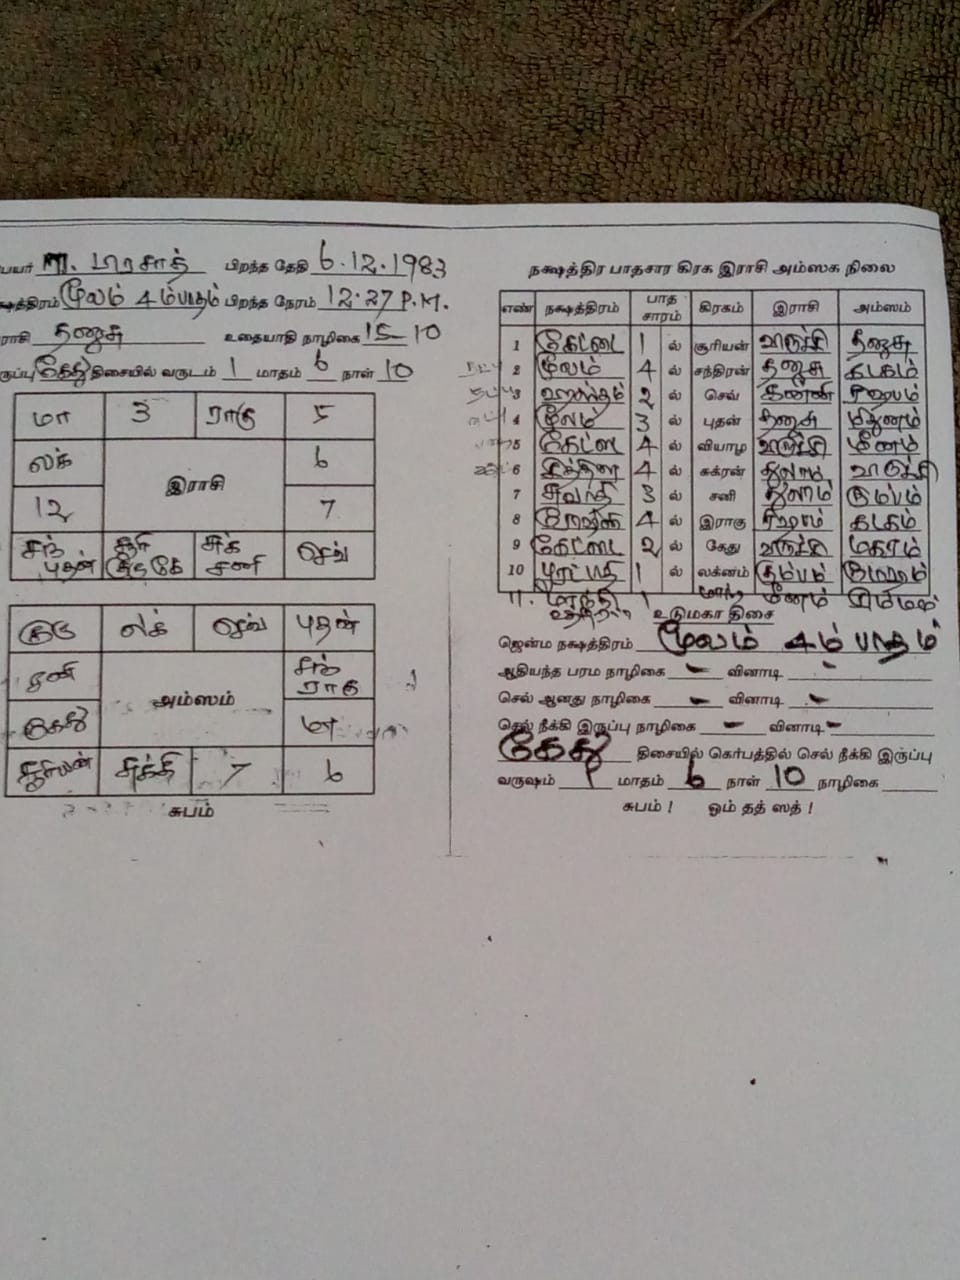 பெயர் M. பிரசாத் பிறந்த தேதி 6.12.1983
நக்ஷத்திரம் மூலம் 4ம்பாதம் பிறந்த நேரம் 12.27 P.M.
ராசி தனுசு உதையாதி நாழிகை 15 10
இருப்பு கேது திசையில் வருடம் 1 மாதம் 6 நாள் 10
மா 3 ராகு 5
லக் 6
இராசி
12 7
சந் புதன் சூரி குரு கே சுக் சனி செவ்
குரு லக் செவ் புதன்
சனி சந் ராகு
அம்ஸம்
கேது மா
சூரியன் சுக்கி 7 6
சுபம்
நக்ஷத்திர பாதசார கிரக இராசி அம்ஸக நிலை
எண் நக்ஷத்திரம் பாத சாரம் கிரகம் இராசி அம்ஸம்
1 கேட்டை 1 ல் சூரியன் விருச்சி தனுசு
2 மூலம் 4 ல் சந்திரன் தனுசு கடகம்
3 ஹஸ்தம் 2 ல் செவ் கன்னி ரிஷபம்
4 மூலம் 3 ல் புதன் தனுசு மிதுனம்
5 கேட்டை 4 ல் வியாழ விருச்சி மீனம்
6 சித்திரை 4 ல் சுக்ரன் துலாம் விருச்சி
7 சுவாதி 3 ல் சனி துலாம் கும்பம்
8 ரோஹிணி 4 ல் இராகு ரிஷபம் கடகம்
9 கேட்டை 2 ல் கேது விருச்சி மகரம்
10 பூரட்டாதி 1 ல் லக்னம் கும்பம் மேஷம்
11. மாந்தி 1 மாந் மீனம் சிம்மம்
உடுமகா திசை
ஜென்ம நக்ஷத்திரம் மூலம் 4ம் பாதம்
ஆதியந்த பரம நாழிகை – வினாடி -
செல் ஆனது நாழிகை – வினாடி –
செல் நீக்கி இருப்பு நாழிகை – வினாடி –
கேது திசையில் கெர்பத்தில் செல் நீக்கி இருப்பு
வருஷம் 1 மாதம் 6 நாள் 10 நாழிகை
சுபம் ! ஓம் தத் ஸத் !